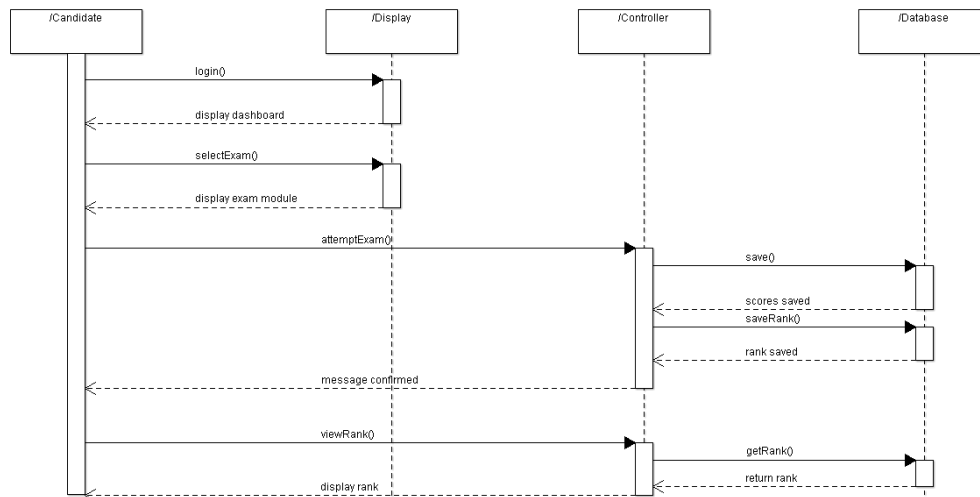 /Candidate
/Display
/Controller
/Database
login()
display dashboard
selectExam()
display exam module
attemptExam()
save()
scores saved
saveRank()
rank saved
message confirmed
viewRank()
getRank()
return rank
display rank